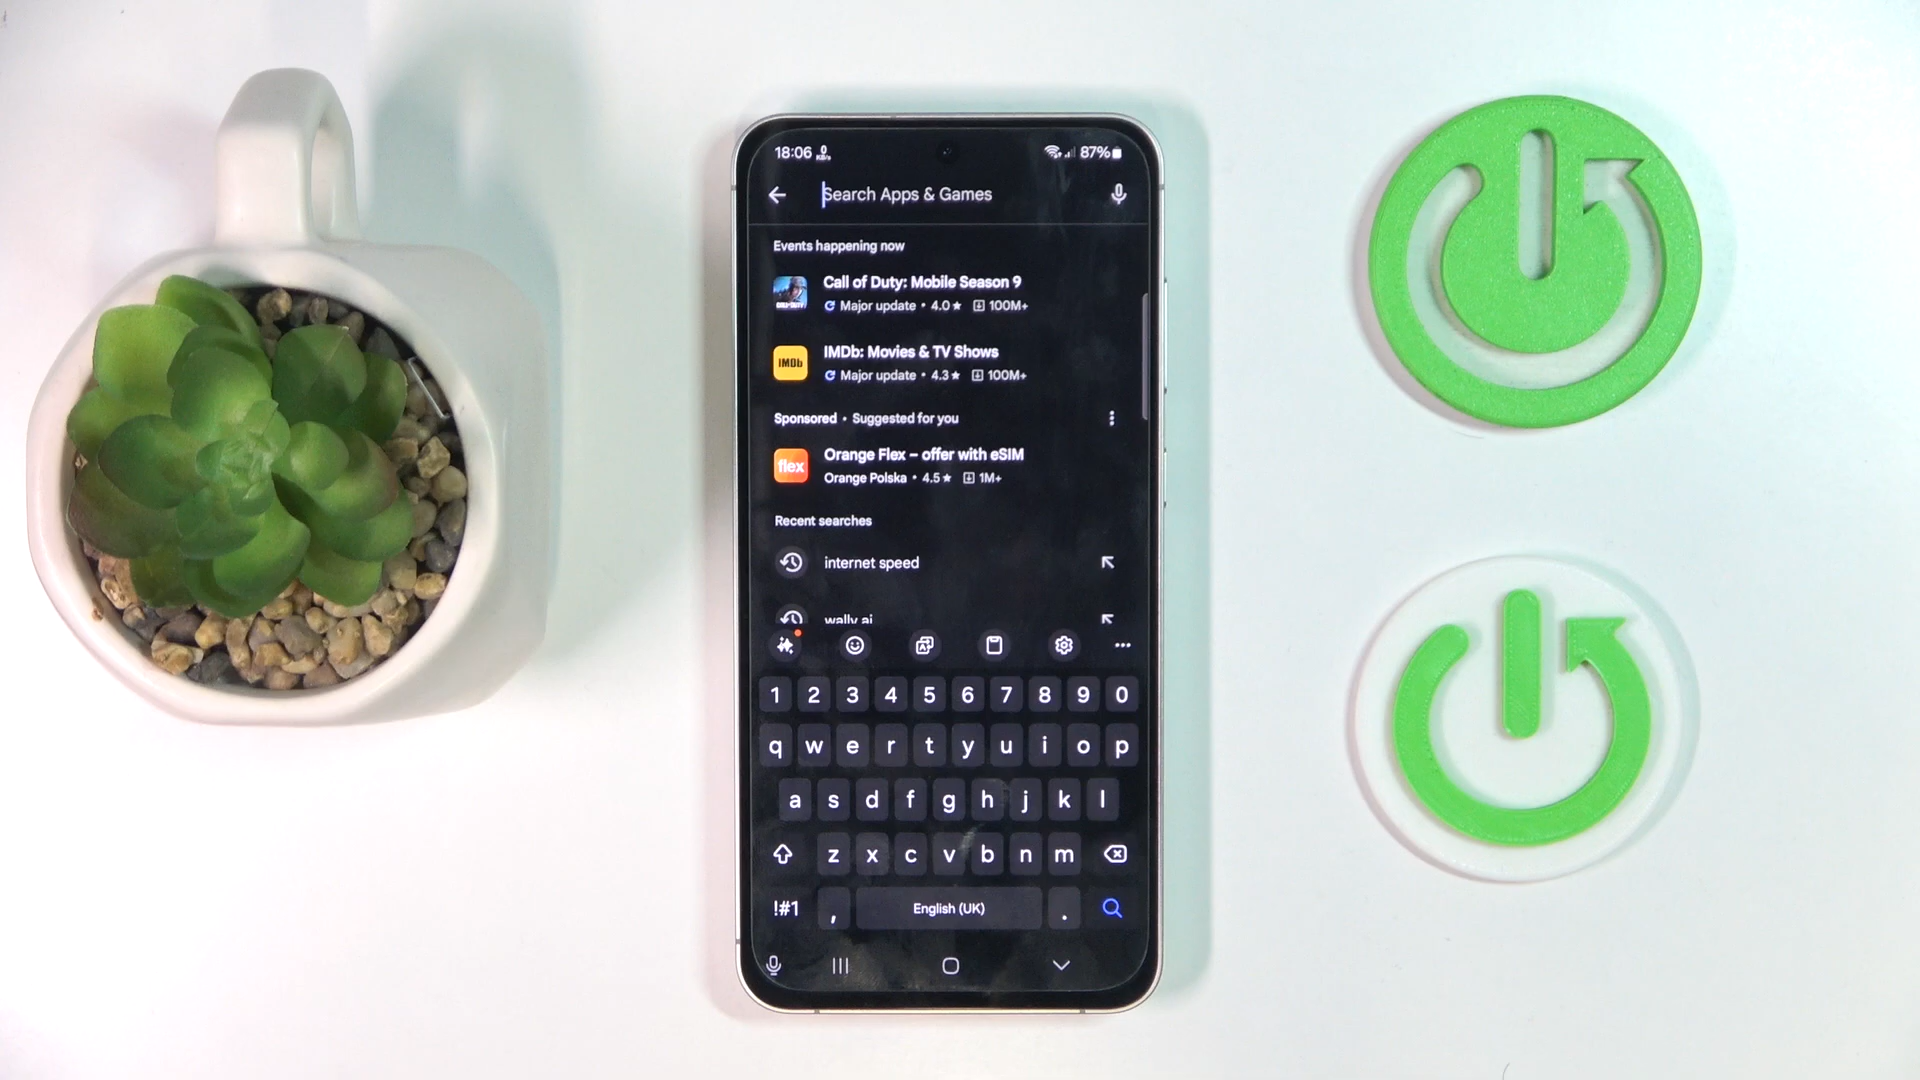 18:06 0 KB/s 87%
Search Apps & Games
Events happening now
Call of Duty: Mobile Season 9
Major update • 4.0★ 100M+
IMDb
IMDb: Movies & TV Shows
Major update • 4.3★ 100M+
Sponsored • Suggested for you
flex
Orange Flex – offer with eSIM
Orange Polska • 4.5★ 1M+
Recent searches
internet speed
wally ai
1 2 3 4 5 6 7 8 9 0
q w e r t y u i o p
a s d f g h j k l
z x c v b n m
!#1 , English (UK) .